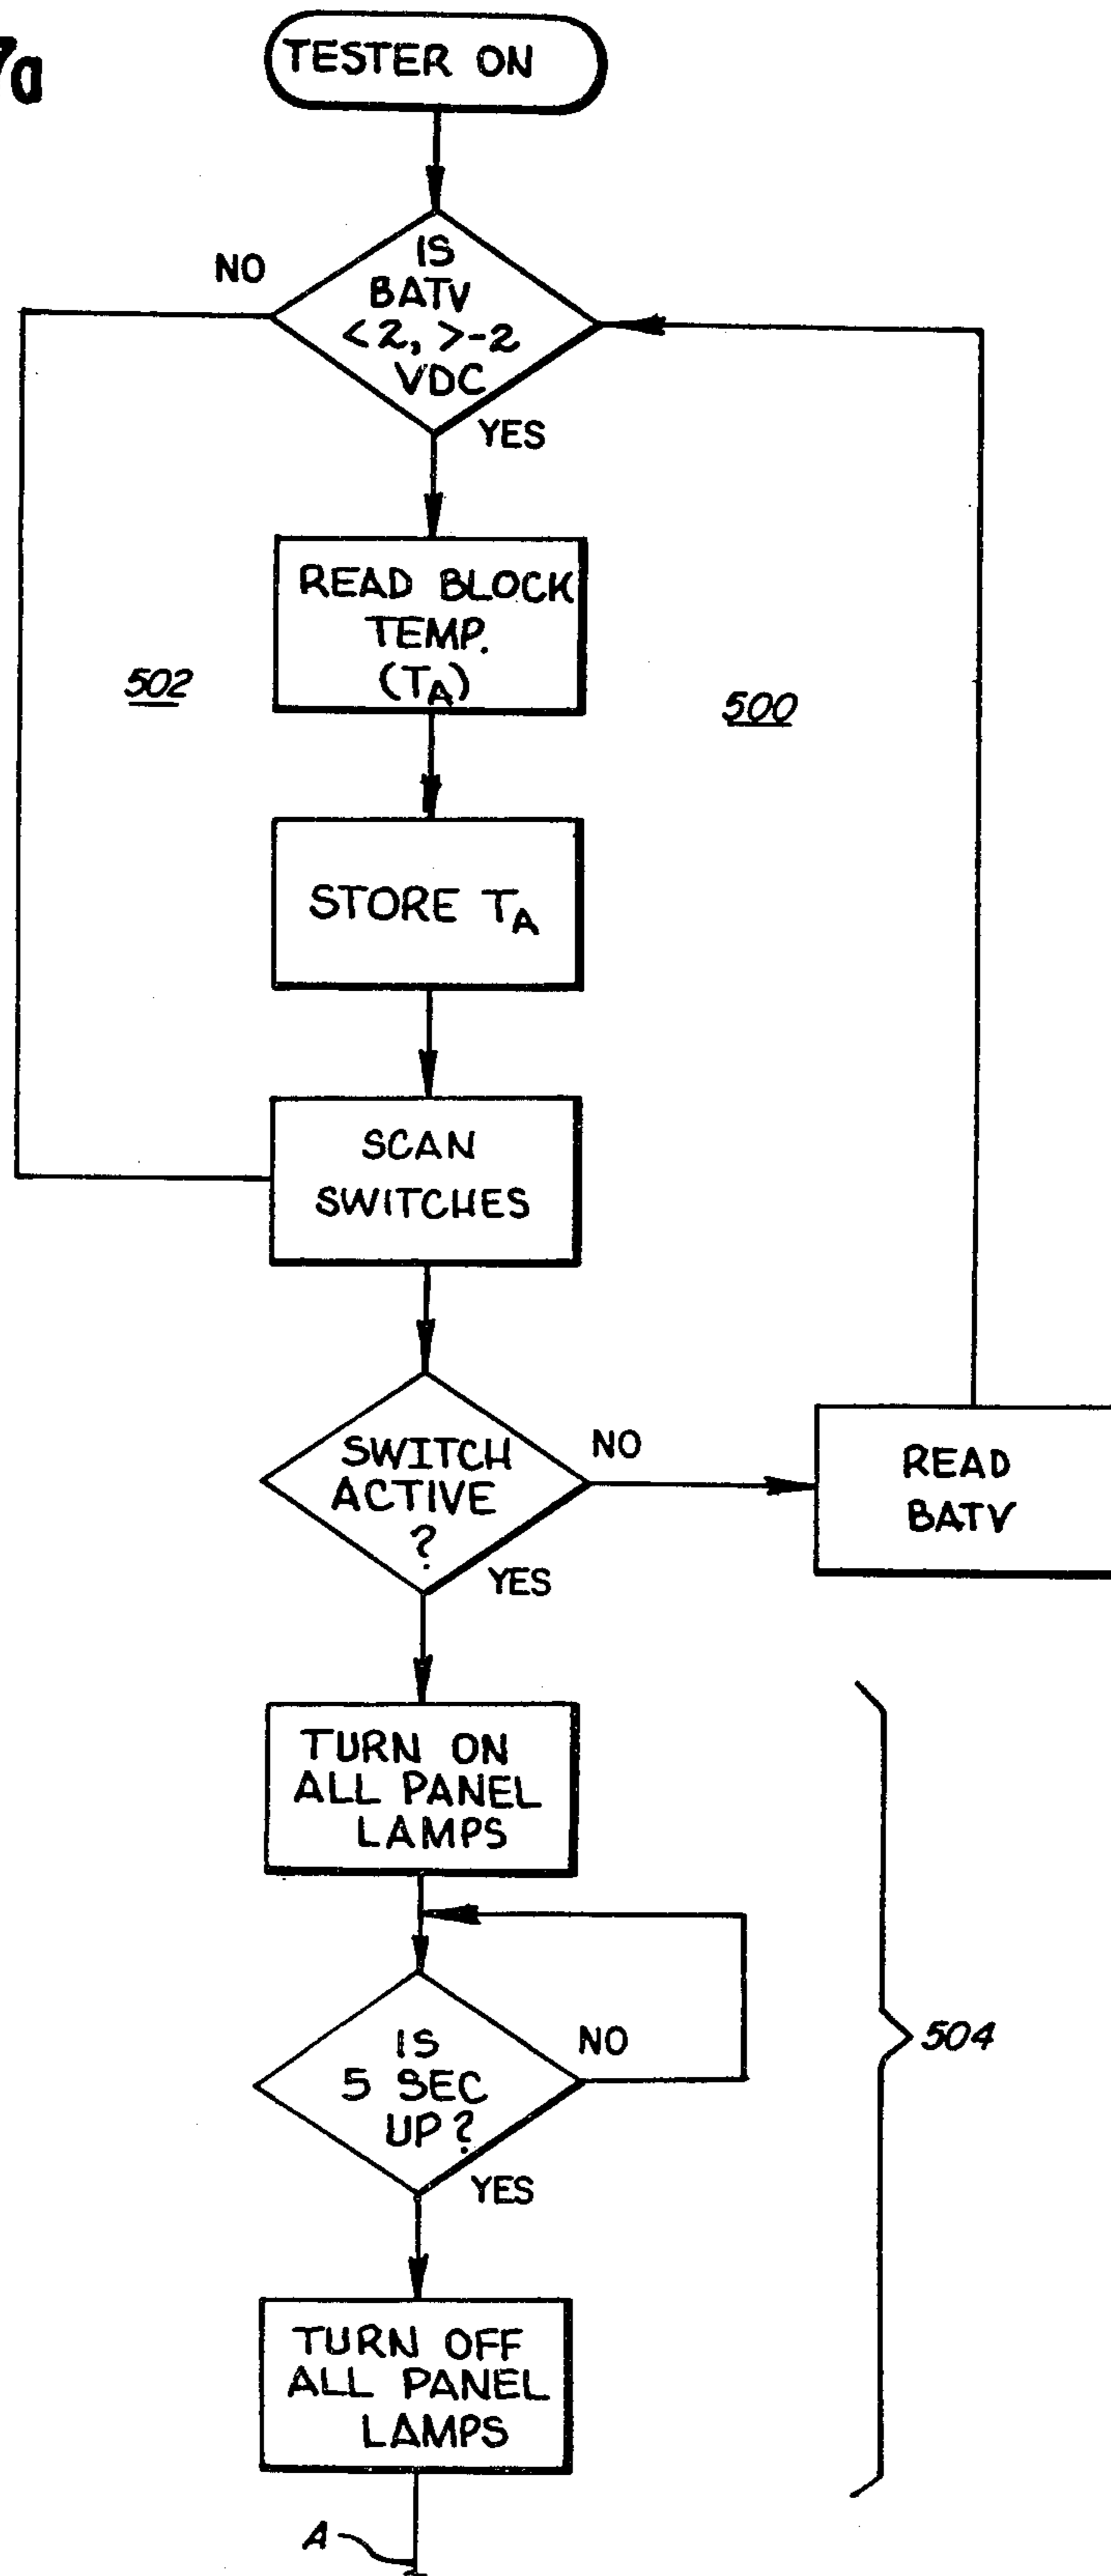 7a
TESTER ON
IS
BATV
<2, >-2
VDC
NO
YES
READ BLOCK
TEMP.
(TA)
502
500
STORE TA
SCAN
SWITCHES
SWITCH
ACTIVE
?
NO
YES
READ
BATV
TURN ON
ALL PANEL
LAMPS
IS
5 SEC
UP?
NO
YES
504
TURN OFF
ALL PANEL
LAMPS
A